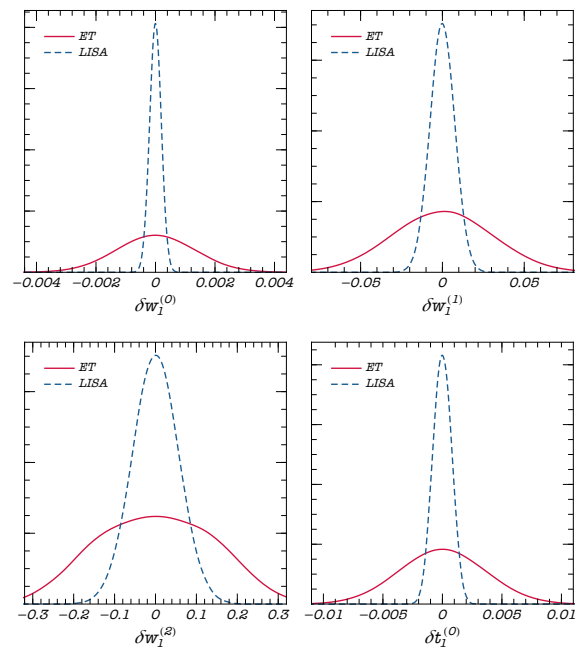 ET
LISA
-0.004 -0.002 0 0.002 0.004
δw₁⁽⁰⁾
ET
LISA
-0.05 0 0.05
δw₁⁽¹⁾
ET
LISA
-0.3 -0.2 -0.1 0 0.1 0.2 0.3
δw₁⁽²⁾
ET
LISA
-0.01 -0.005 0 0.005 0.01
δt₁⁽⁰⁾